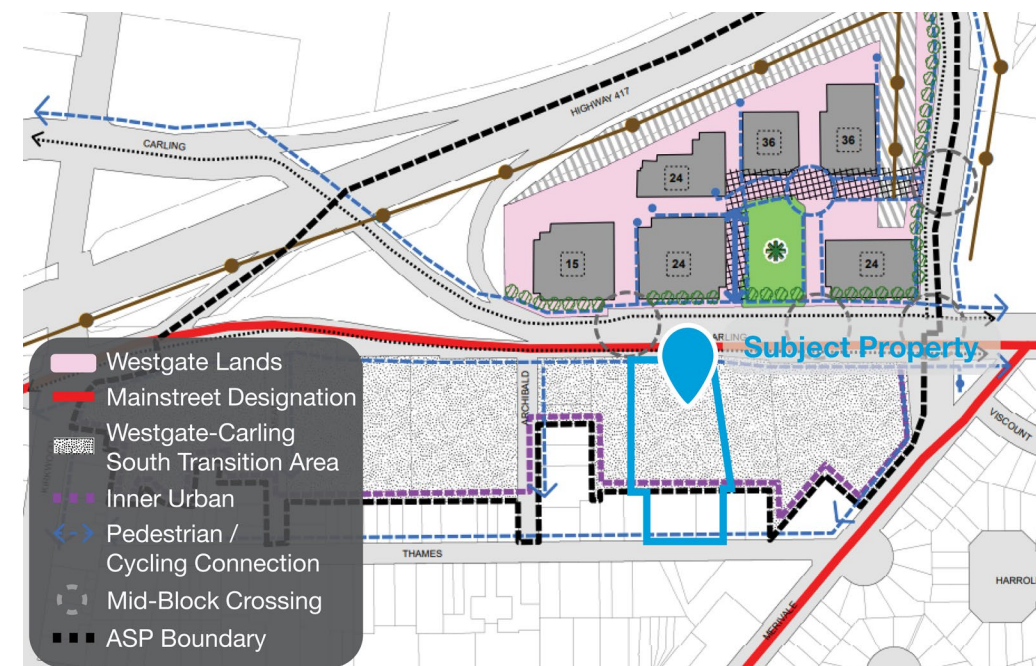 HIGHWAY 417
CARLING
36
36
24
15
24
24
Subject Property
ARCHIBALD
VISCOUNT
THAMES
HARROL
MERIVALE
Westgate Lands
Mainstreet Designation
Westgate-Carling
South Transition Area
Inner Urban
Pedestrian /
Cycling Connection
Mid-Block Crossing
ASP Boundary